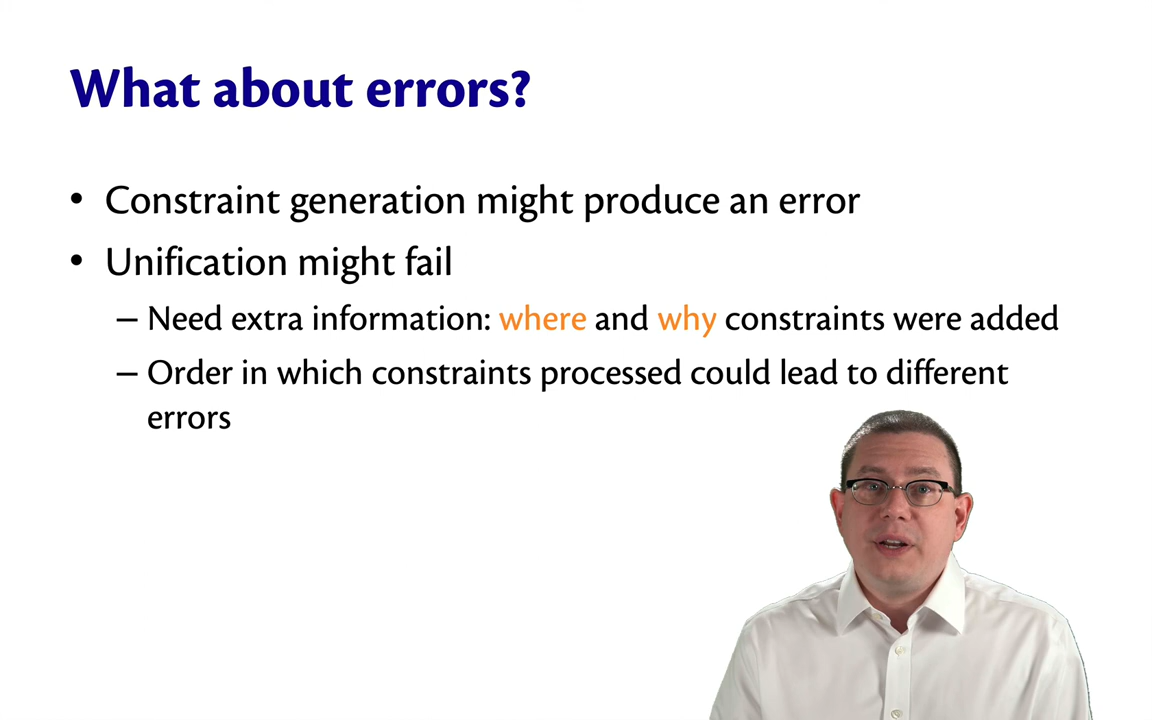 What about errors?
• Constraint generation might produce an error
• Unification might fail
– Need extra information: where and why constraints were added
– Order in which constraints processed could lead to different
errors